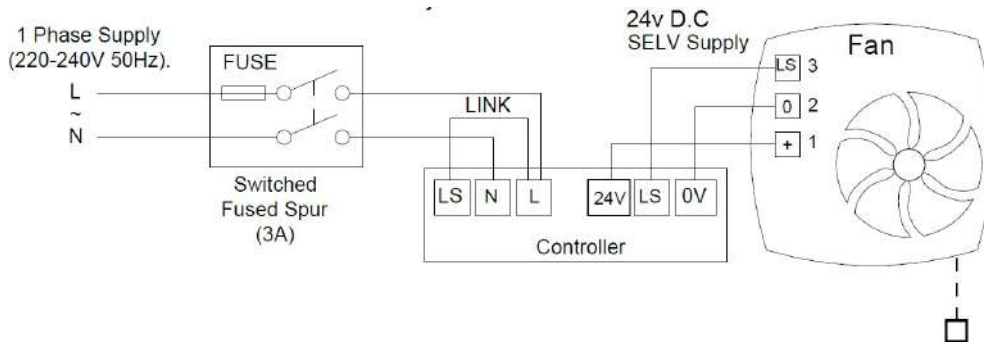 1 Phase Supply
(220-240V 50Hz).
L
~
N
FUSE
Switched
Fused Spur
(3A)
LINK
LS N L 24V LS 0V
Controller
24v D.C
SELV Supply
Fan
LS 3
0 2
+ 1